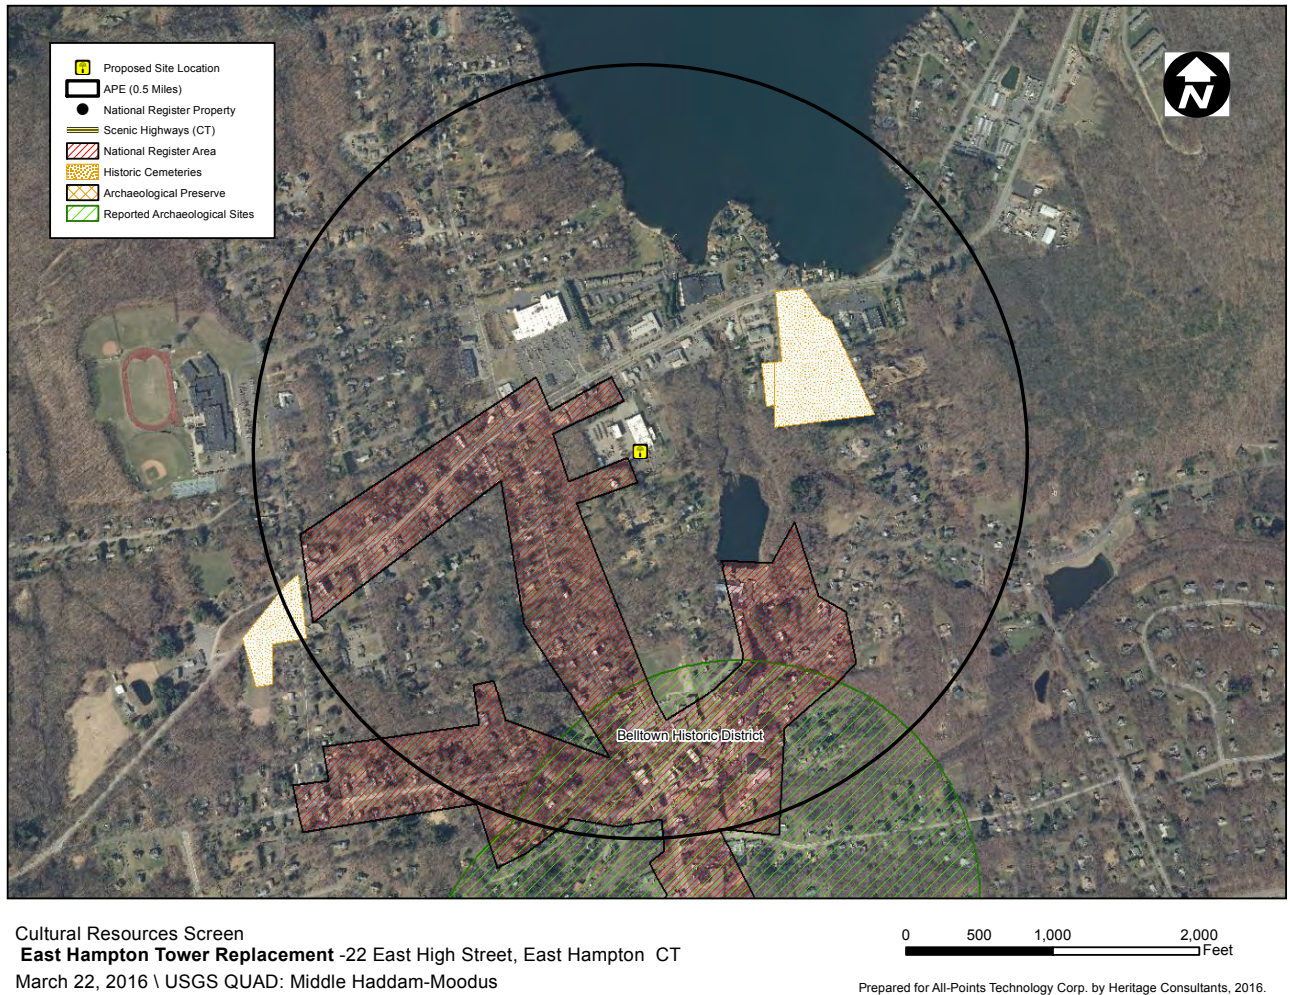 Proposed Site Location
APE (0.5 Miles)
National Register Property
Scenic Highways (CT)
National Register Area
Historic Cemeteries
Archaeological Preserve
Reported Archaeological Sites
N
Belltown Historic District
Cultural Resources Screen
East Hampton Tower Replacement -22 East High Street, East Hampton CT
March 22, 2016 \ USGS QUAD: Middle Haddam-Moodus
0 500 1,000 2,000
Feet
Prepared for All-Points Technology Corp. by Heritage Consultants, 2016.